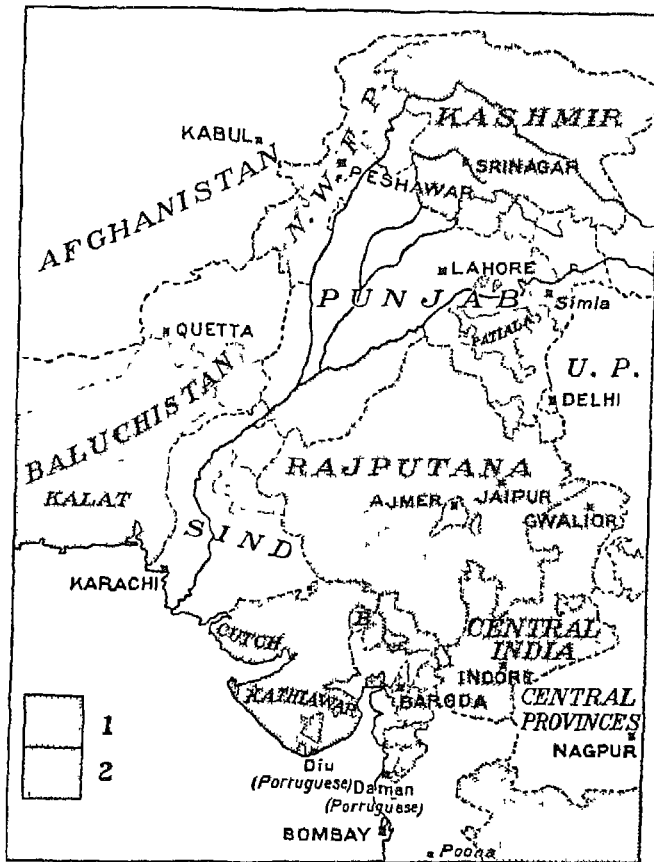 KASHMIR
KABUL
N. W. F. P.
SRINAGAR
PESHAWAR
AFGHANISTAN
LAHORE
PUNJAB
Simla
QUETTA
PATIALA
U. P.
DELHI
BALUCHISTAN
RAJPUTANA
KALAT
AJMER
JAIPUR
GWALIOR
SIND
KARACHI
B
CUTCH
CENTRAL
INDIA
INDORE
KATHIAWAR
BARODA
CENTRAL
PROVINCES
1
NAGPUR
2
Diu
(Portuguese)
Daman
(Portuguese)
BOMBAY
Poona